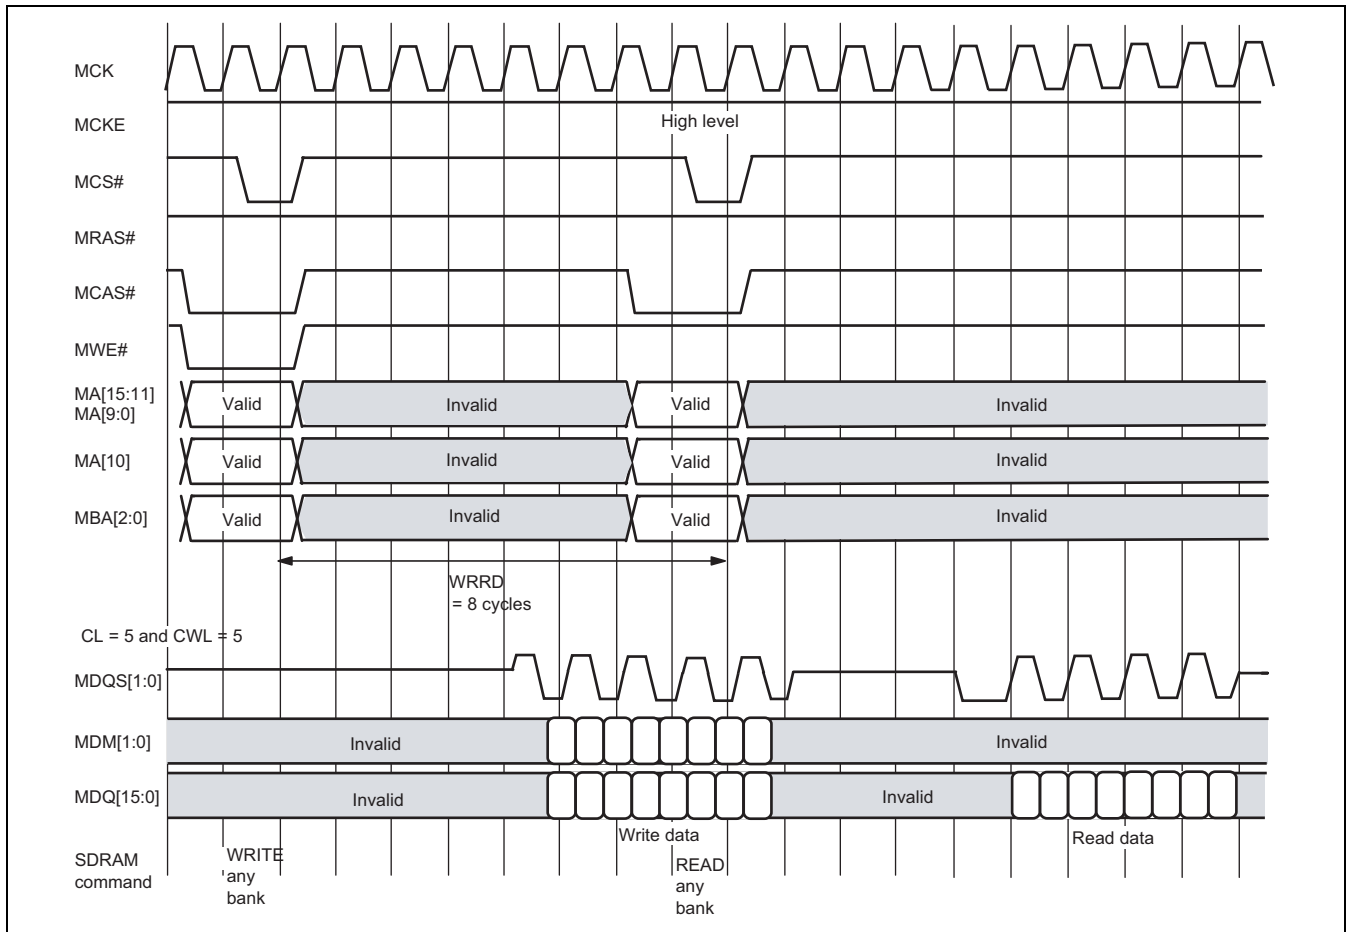 MCK
MCKE
High level
MCS#
MRAS#
MCAS#
MWE#
MA[15:11]
MA[9:0]
Valid Invalid Valid Invalid
MA[10]
Valid Invalid Valid Invalid
MBA[2:0]
Valid Invalid Valid Invalid
WRRD
= 8 cycles
CL = 5 and CWL = 5
MDQS[1:0]
MDM[1:0]
Invalid Invalid
MDQ[15:0]
Invalid Invalid
Write data
Read data
SDRAM
command
WRITE
any
bank
READ
any
bank